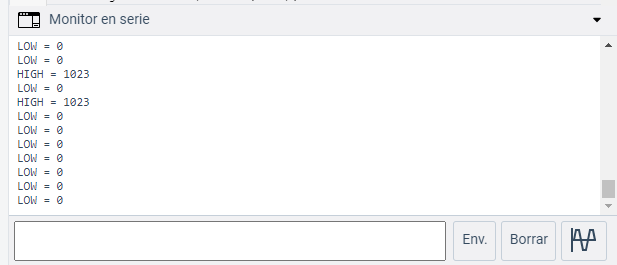 Monitor en serie
LOW = 0
LOW = 0
HIGH = 1023
LOW = 0
HIGH = 1023
LOW = 0
LOW = 0
LOW = 0
LOW = 0
LOW = 0
LOW = 0
LOW = 0
Env.
Borrar